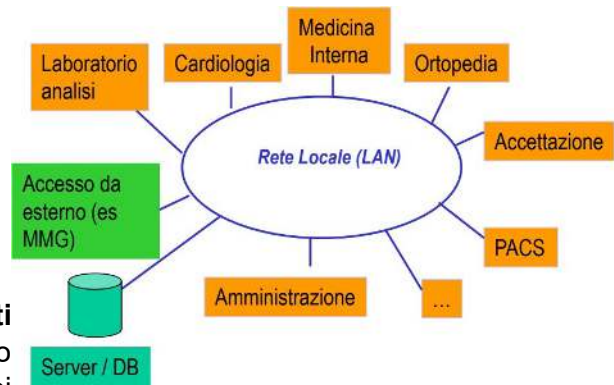 Medicina
Interna
Laboratorio
analisi
Cardiologia
Ortopedia
Rete Locale (LAN)
Accettazione
Accesso da
esterno (es
MMG)
PACS
Amministrazione
...
ti
o
Server / DB